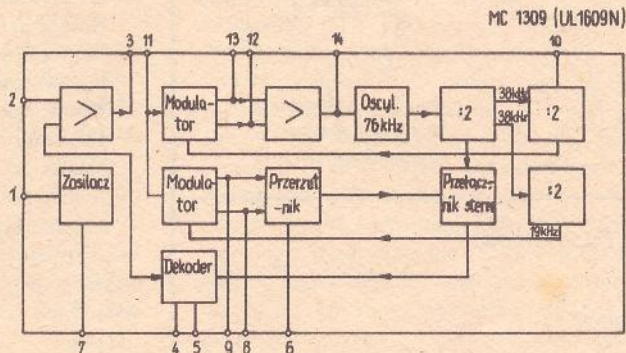 MC 1309 (UL1609N)
3 11 13 12 14 10
2
>
Modula-
tor
>
Oscyl.
76kHz
:2
38kHz
38kHz
:2
1
Zasilacz
Modula-
tor
Przerzut
-nik
Przełącz-
nik stern
:2
19kHz
Dekoder
7 4 5 9 8 6